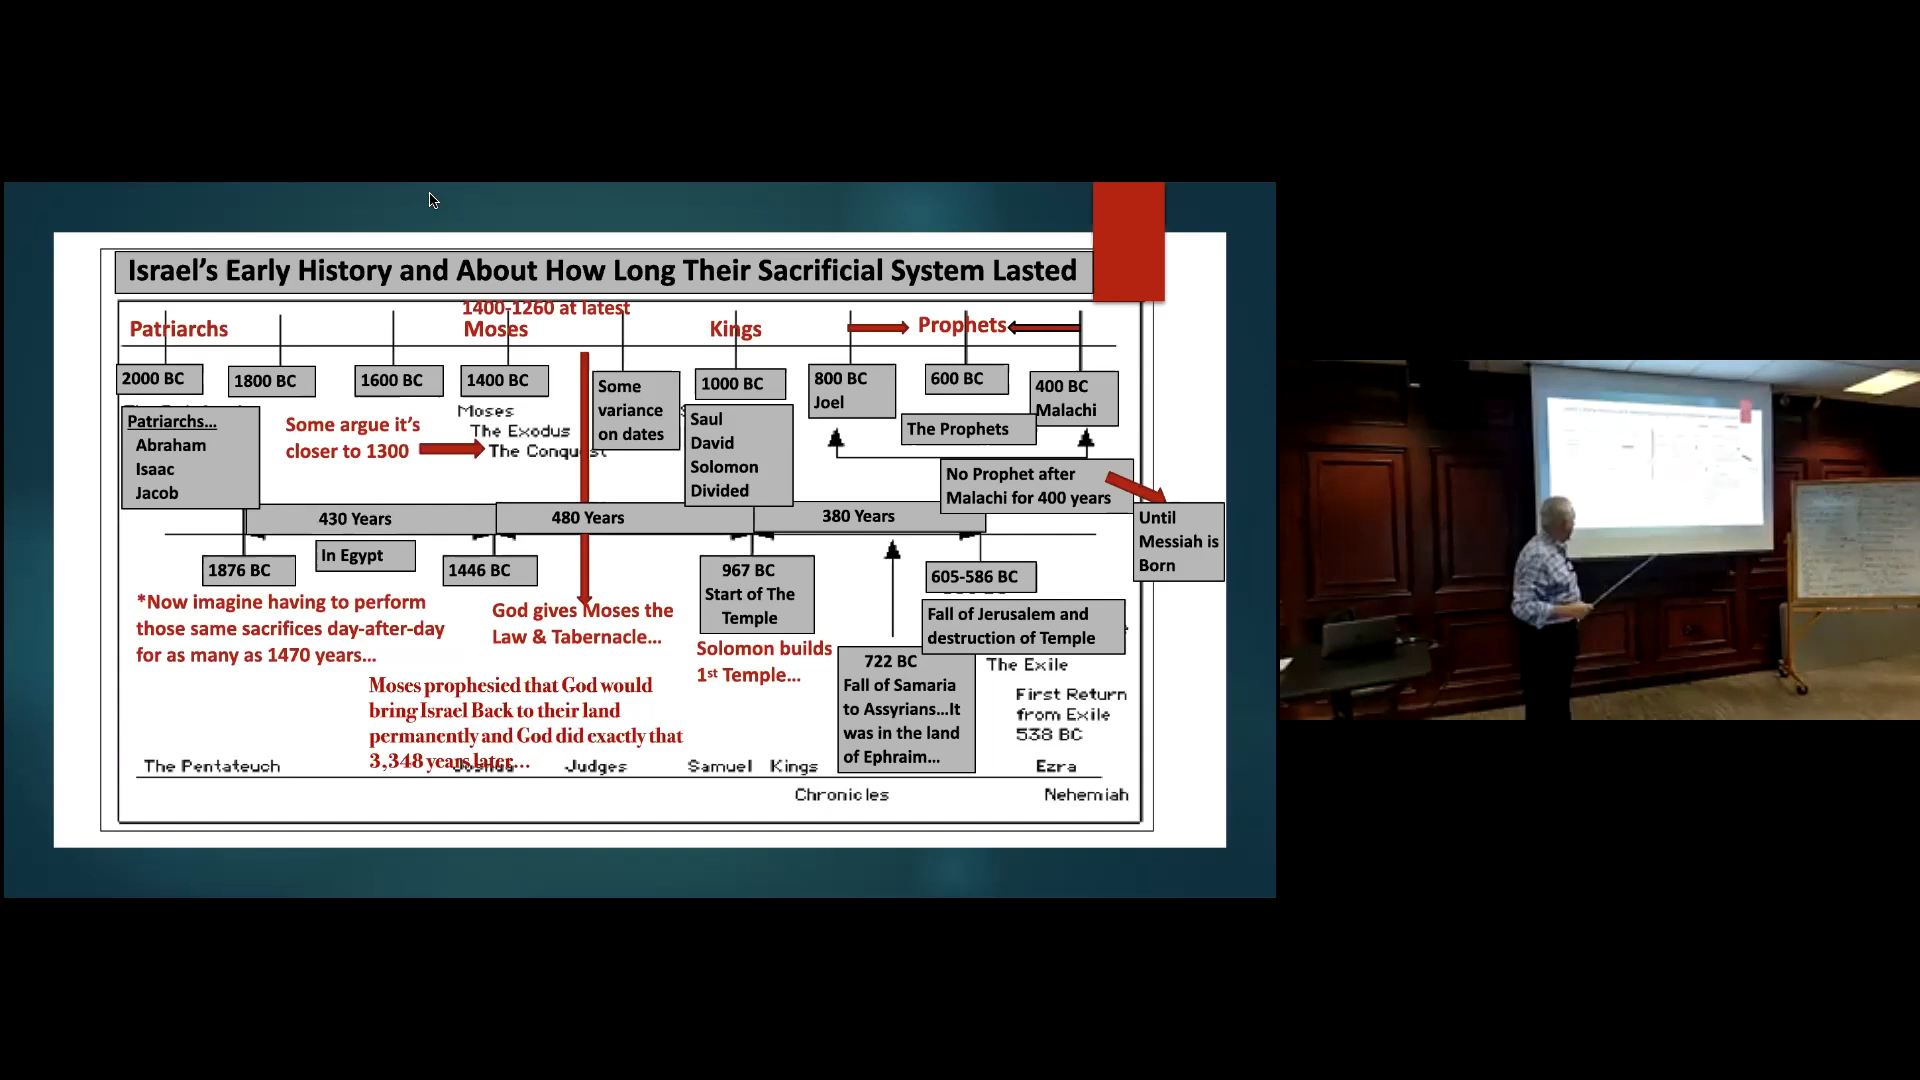 Israel's Early History and About How Long Their Sacrificial System Lasted
1400-1260 at latest
Patriarchs
Moses
Kings
Prophets
2000 BC
1800 BC
1600 BC
1400 BC
Some
variance
on dates
1000 BC
800 BC
Joel
600 BC
400 BC
Malachi
Patriarchs...
Abraham
Isaac
Jacob
Some argue it's
closer to 1300
Moses
The Exodus
The Conquest
Saul
David
Solomon
Divided
The Prophets
No Prophet after
Malachi for 400 years
Until
Messiah is
Born
430 Years
480 Years
380 Years
In Egypt
1876 BC
1446 BC
967 BC
Start of The
Temple
605-586 BC
Fall of Jerusalem and
destruction of Temple
*Now imagine having to perform
those same sacrifices day-after-day
for as many as 1470 years...
God gives Moses the
Law & Tabernacle...
Solomon builds
1st Temple...
722 BC
Fall of Samaria
to Assyrians...It
was in the land
of Ephraim...
The Exile
First Return
from Exile
538 BC
Moses prophesied that God would
bring Israel Back to their land
permanently and God did exactly that
3,348 years later...
The Pentateuch
Joshua
Judges
Samuel
Kings
Ezra
Chronicles
Nehemiah